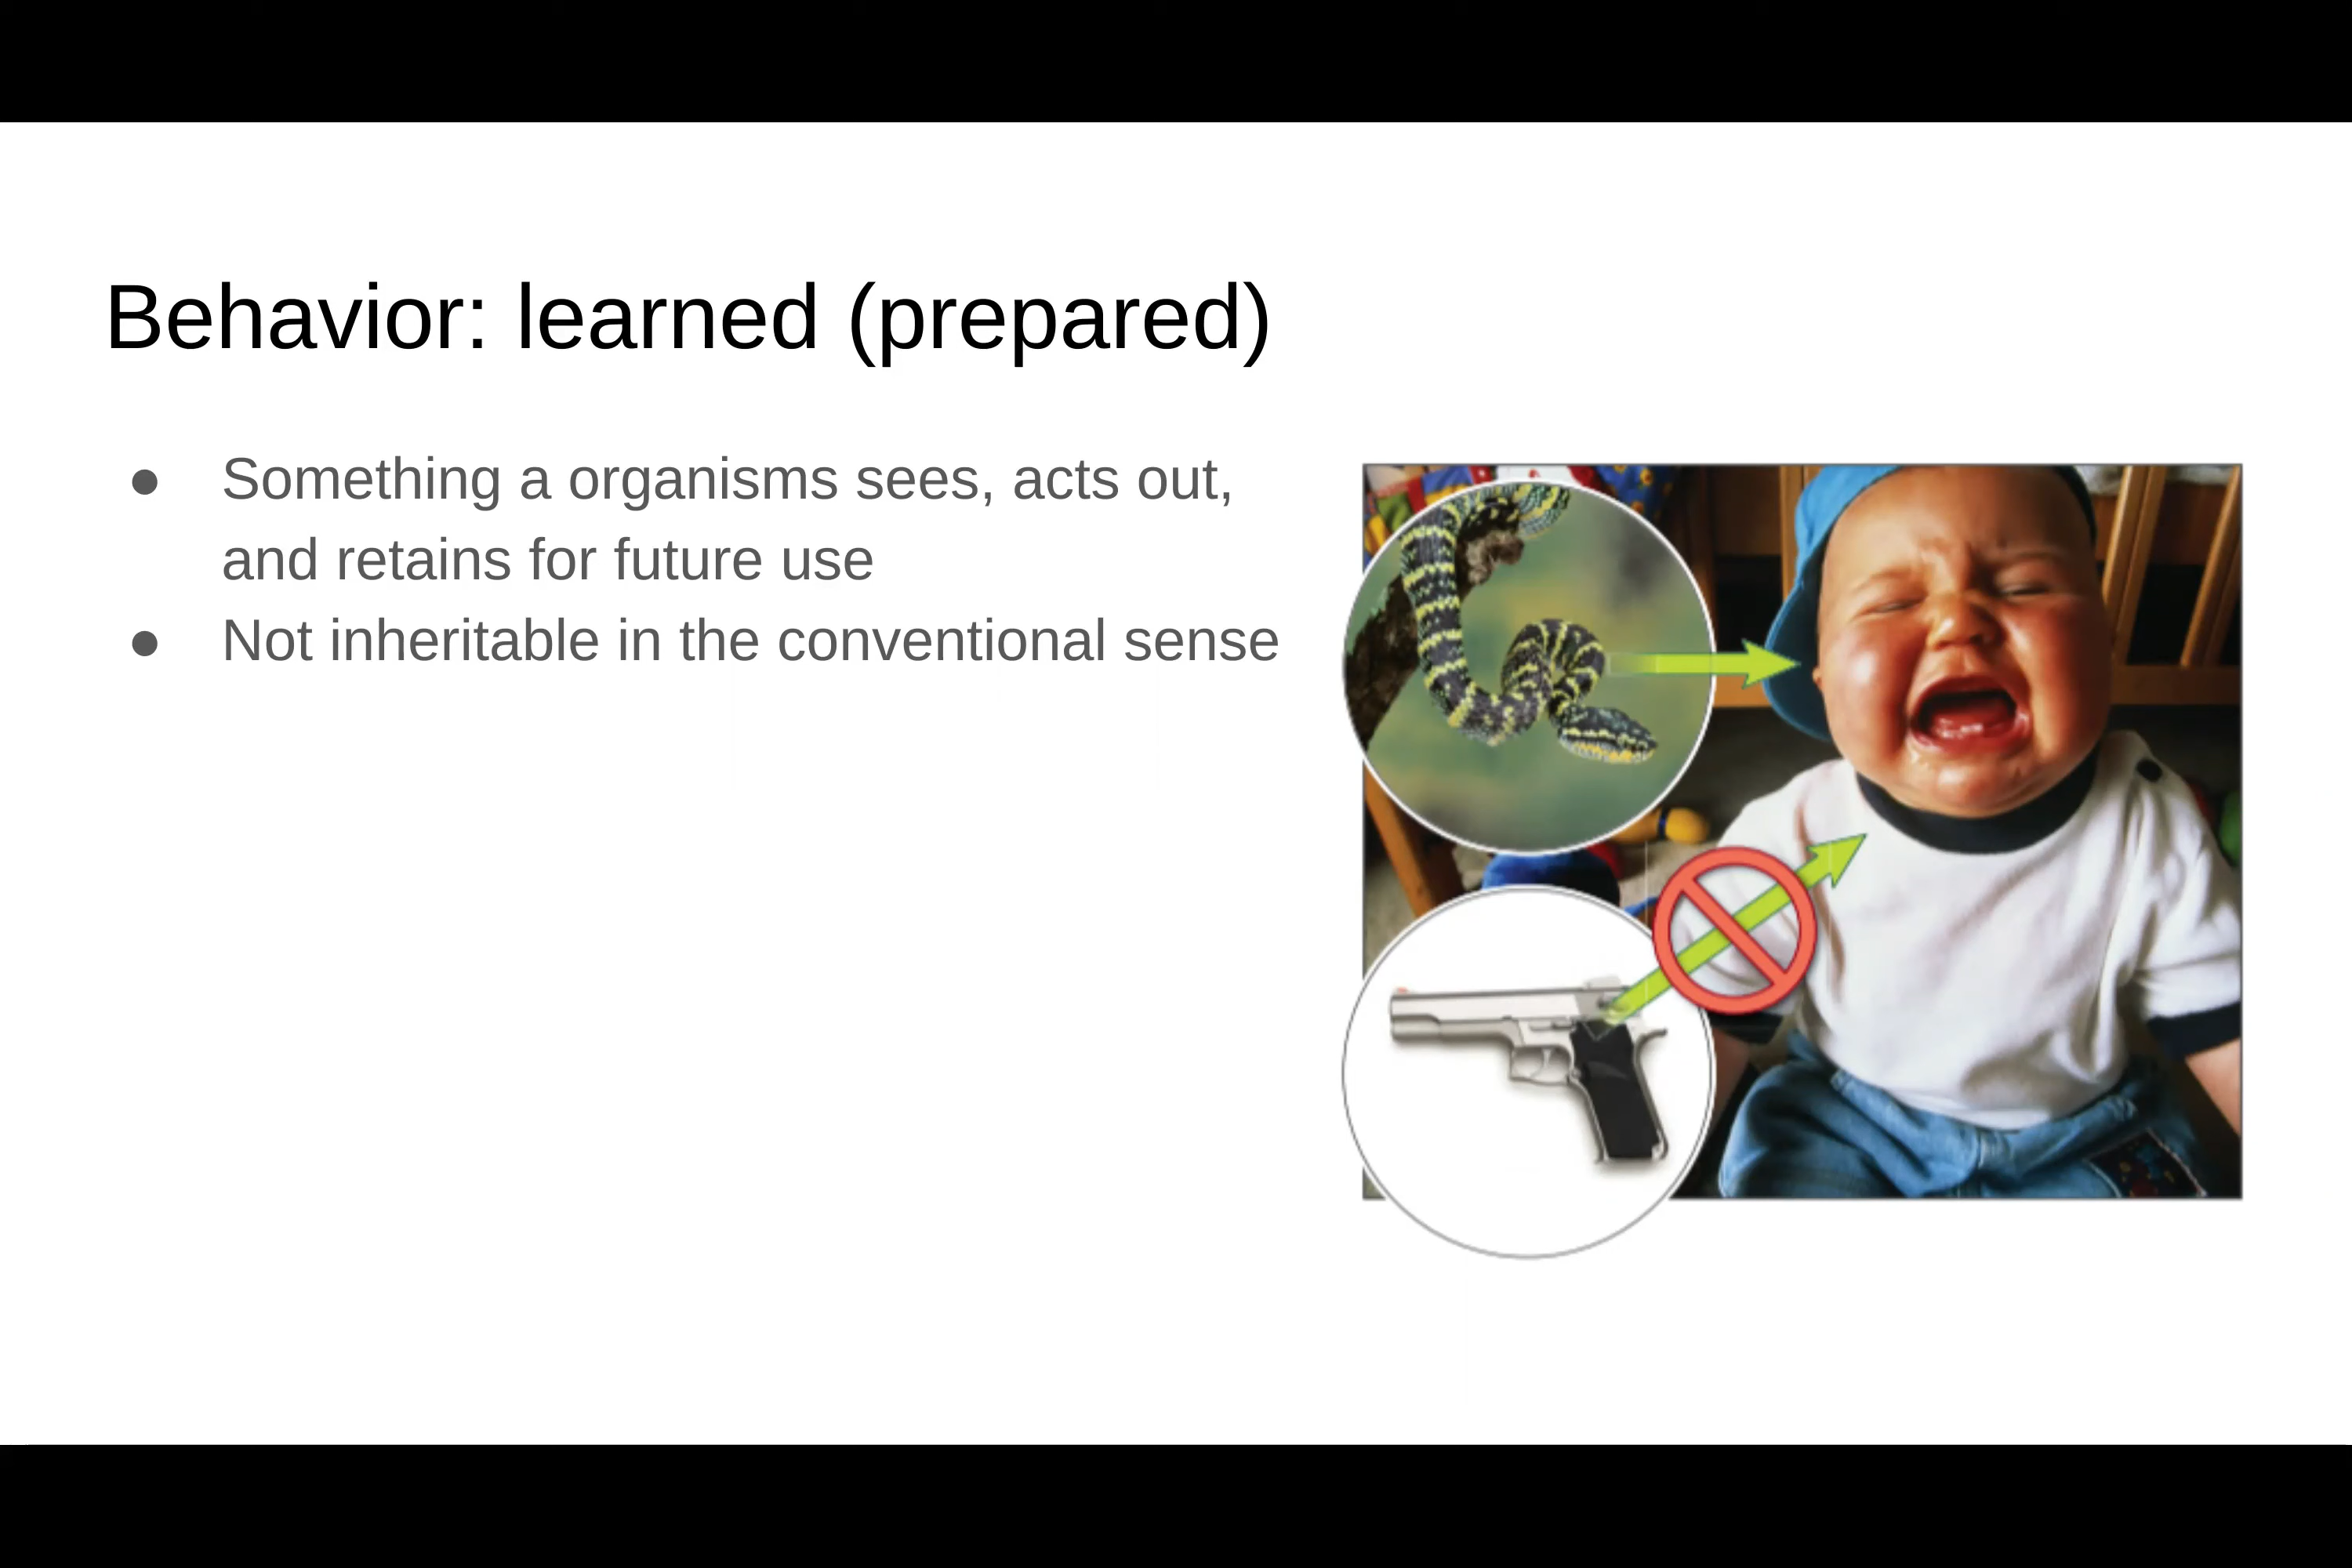 Behavior: learned (prepared)
● Something a organisms sees, acts out,
and retains for future use
● Not inheritable in the conventional sense